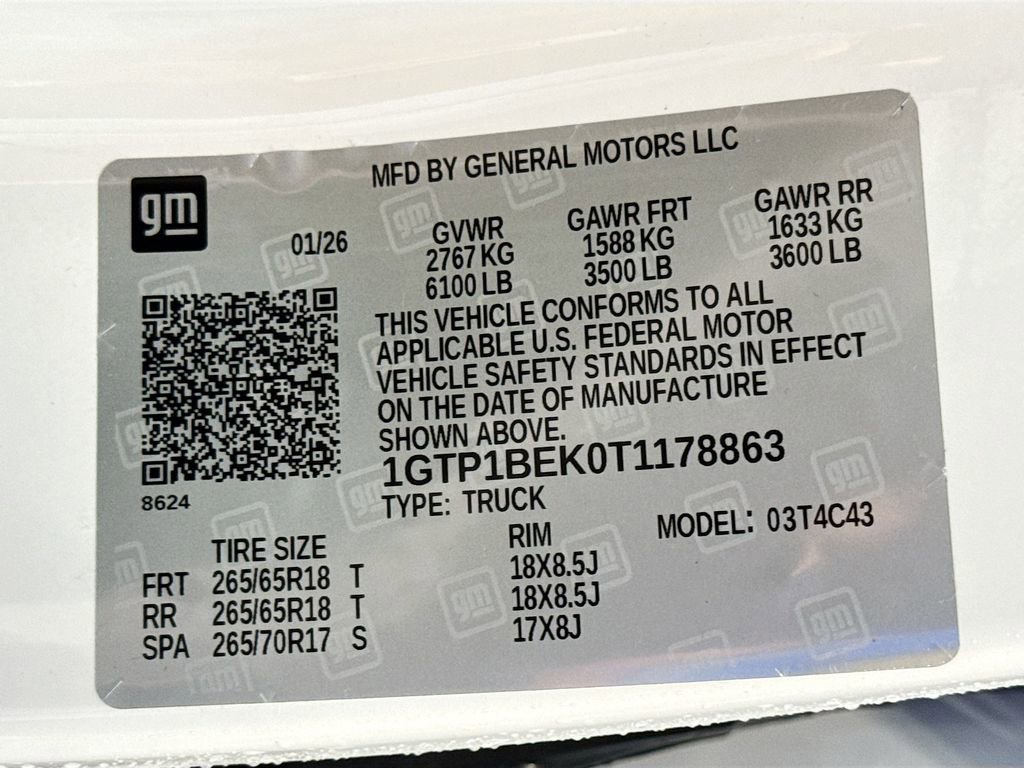 MFD BY GENERAL MOTORS LLC
gm
01/26
GVWR GAWR FRT GAWR RR
2767 KG 1588 KG 1633 KG
6100 LB 3500 LB 3600 LB
THIS VEHICLE CONFORMS TO ALL
APPLICABLE U.S. FEDERAL MOTOR
VEHICLE SAFETY STANDARDS IN EFFECT
ON THE DATE OF MANUFACTURE
SHOWN ABOVE.
1GTP1BEK0T1178863
8624
TYPE: TRUCK
MODEL: 03T4C43
TIRE SIZE RIM
FRT 265/65R18 T 18X8.5J
RR 265/65R18 T 18X8.5J
SPA 265/70R17 S 17X8J